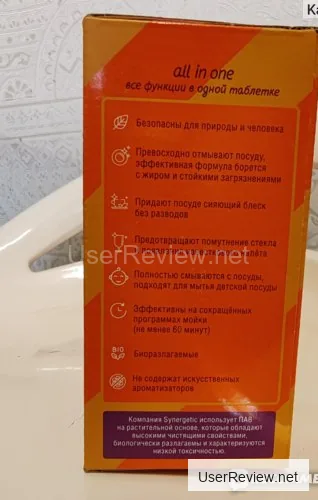 Ка
all in one
все функции в одной таблетке
Безопасны для природы и человека
Превосходно отмывают посуду,
эффективная формула борется
с жиром и стойкими загрязнениями
Придают посуде сияющий блеск
без разводов
Предотвращают помутнение стекла
UserReview.net
Полностью смываются с посуды,
подходят для мытья детской посуды
Эффективны на сокращённых
программах мойки
(не менее 60 минут)
BIO
Биоразлагаемые
Не содержат искусственных
ароматизаторов
Компания Synergetic использует ПАВ
на растительной основе, которые обладают
высокими чистящими свойствами,
биологически разлагаемы и характеризуются
низкой токсичностью.
UserReview.net